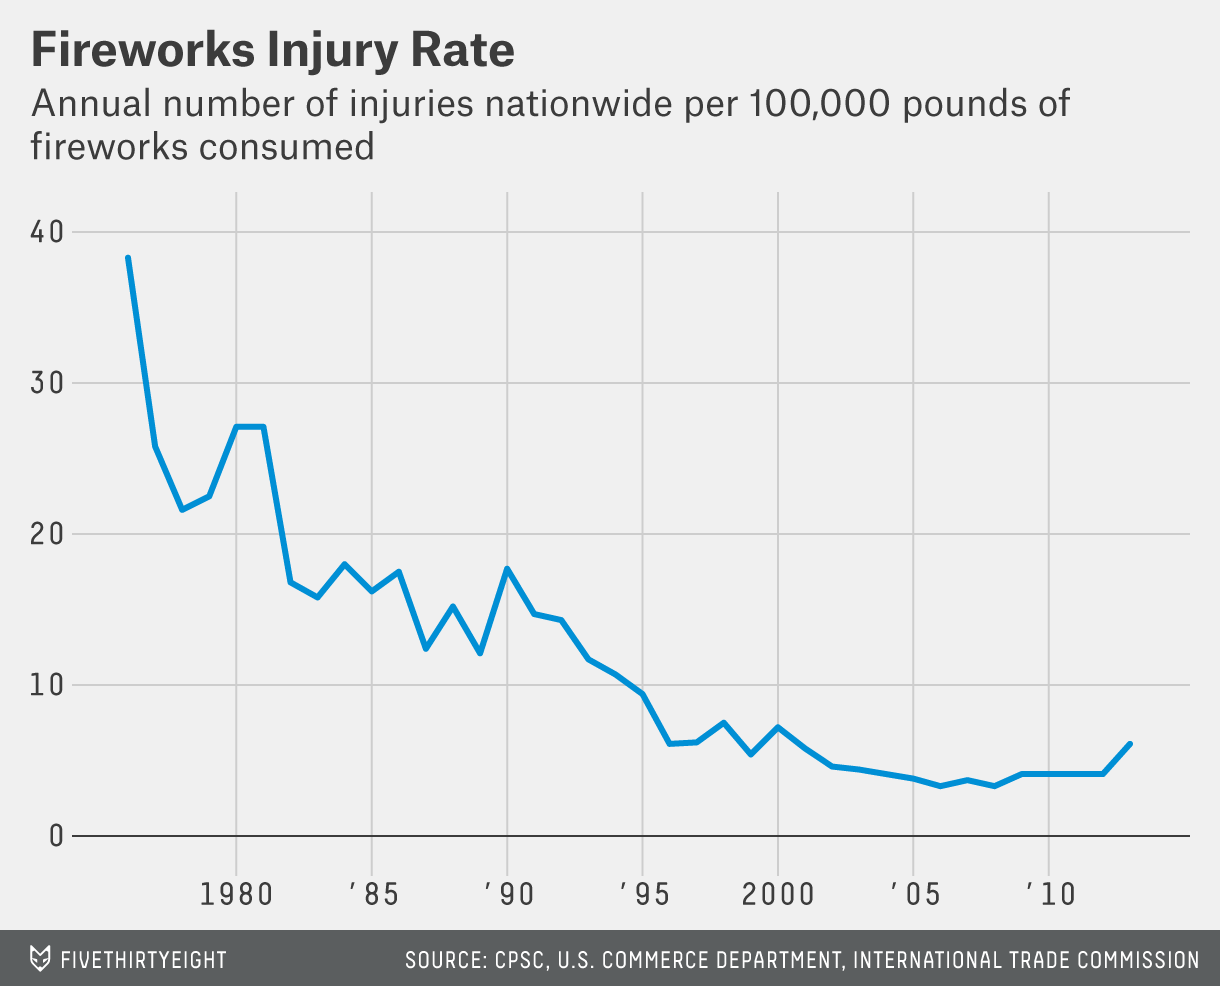 Fireworks Injury Rate
Annual number of injuries nationwide per 100,000 pounds of
fireworks consumed
40
30
20
10
0
1980 ’85 ’90 ’95 2000 ’05 ’10
FIVETHIRTYEIGHT SOURCE: CPSC, U.S. COMMERCE DEPARTMENT, INTERNATIONAL TRADE COMMISSION